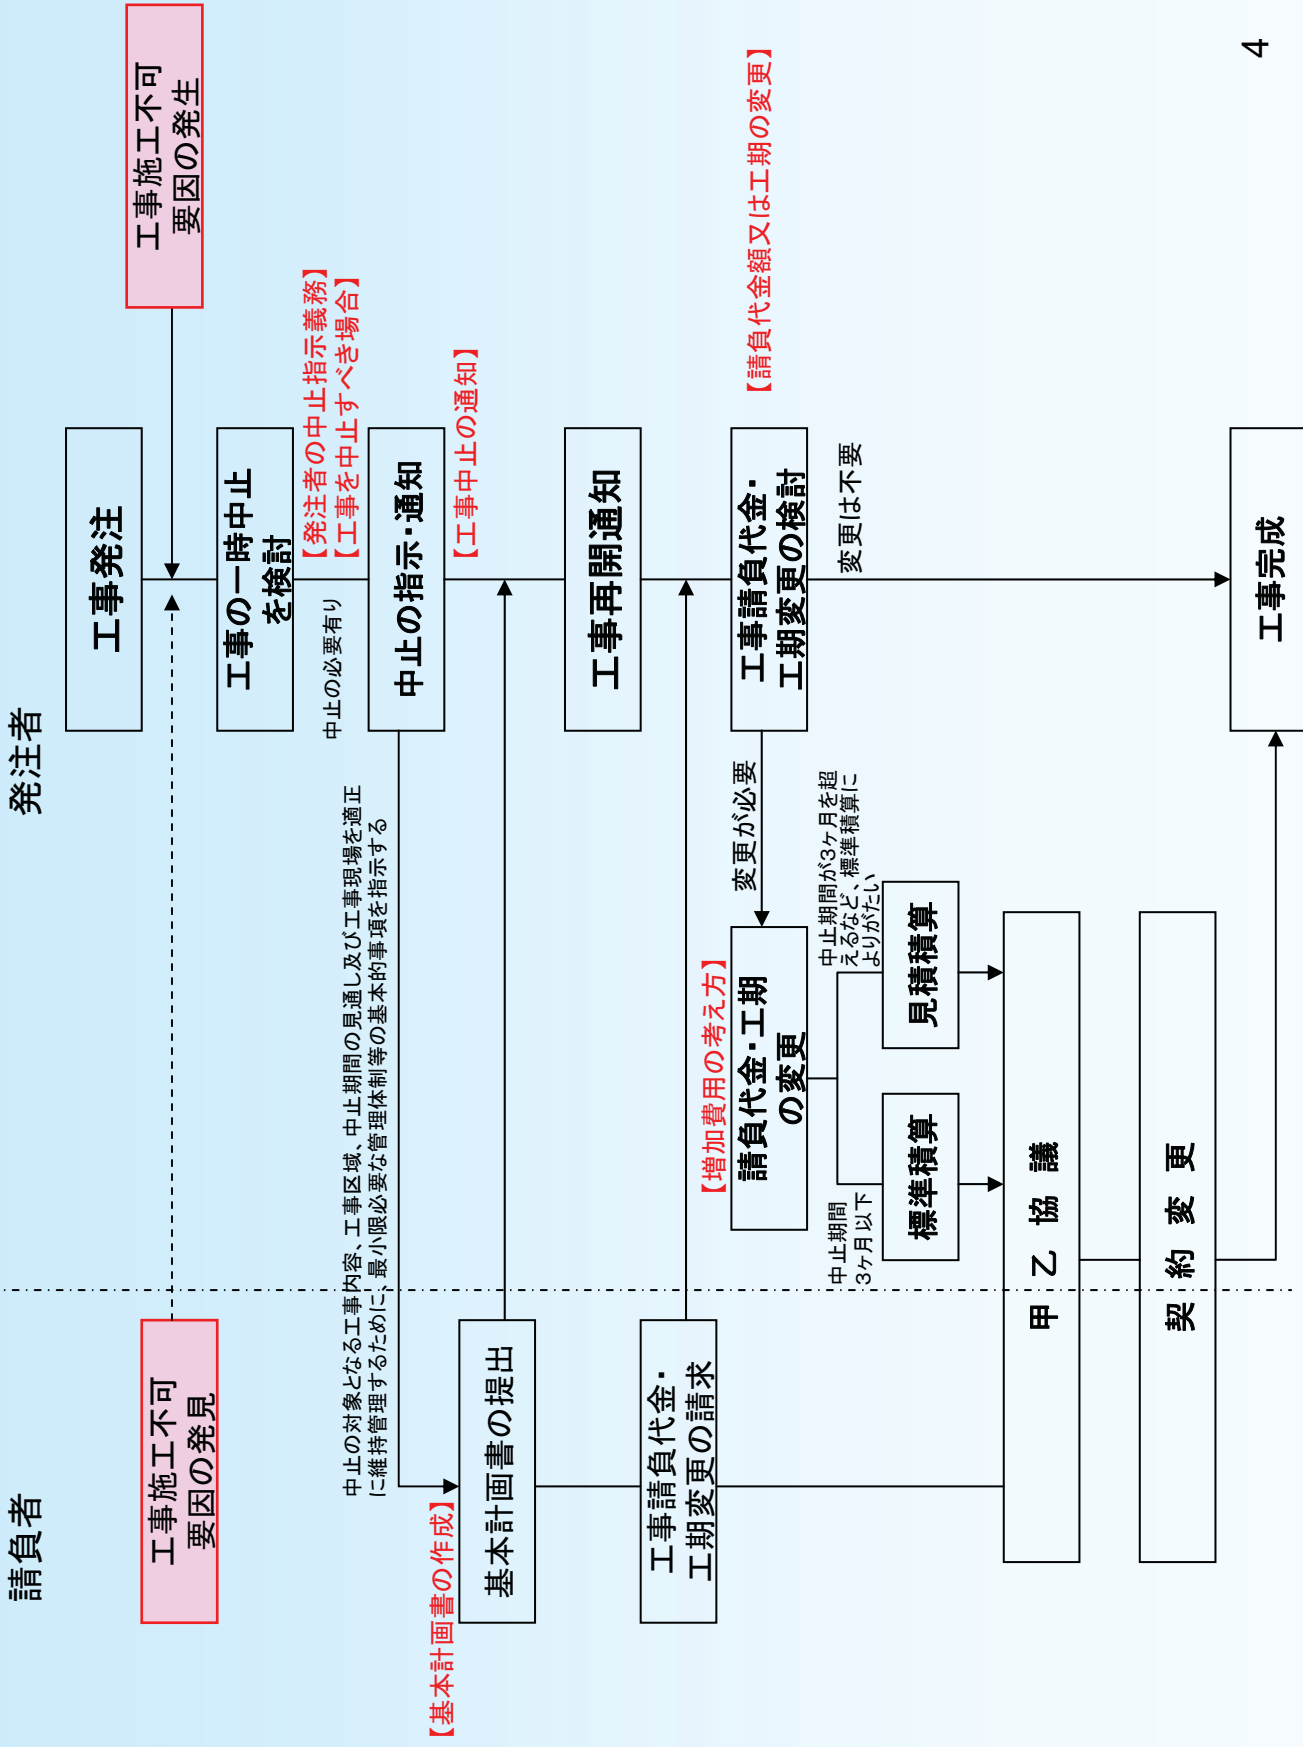 請負者
発注者
工事発注
工事施工不可
要因の発生
工事施工不可
要因の発見
工事の一時中止
を検討
【発注者の中止指示義務】
【工事を中止すべき場合】
中止の必要有り
中止の指示・通知
【工事中止の通知】
中止の対象となる工事内容、工事区域、中止期間の見通し及び工事現場を適正
に維持管理するために、最小限必要な管理体制等の基本的事項を指示する
【基本計画書の作成】
基本計画書の提出
工事再開通知
工事請負代金・
工期変更の請求
工事請負代金・
工期変更の検討
【請負代金額又は工期の変更】
変更は不要
変更が必要
【増加費用の考え方】
請負代金・工期
の変更
中止期間
3ヶ月以下
中止期間が3ヶ月を超
えるなど、標準積算に
よりがたい
標準積算
見積積算
甲乙協議
契約変更
工事完成
4